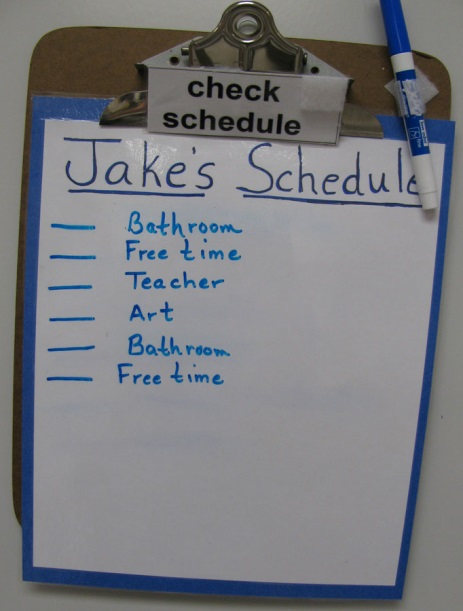 check
schedule
Jake's Schedule
Bathroom
Free time
Teacher
Art
Bathroom
Free time